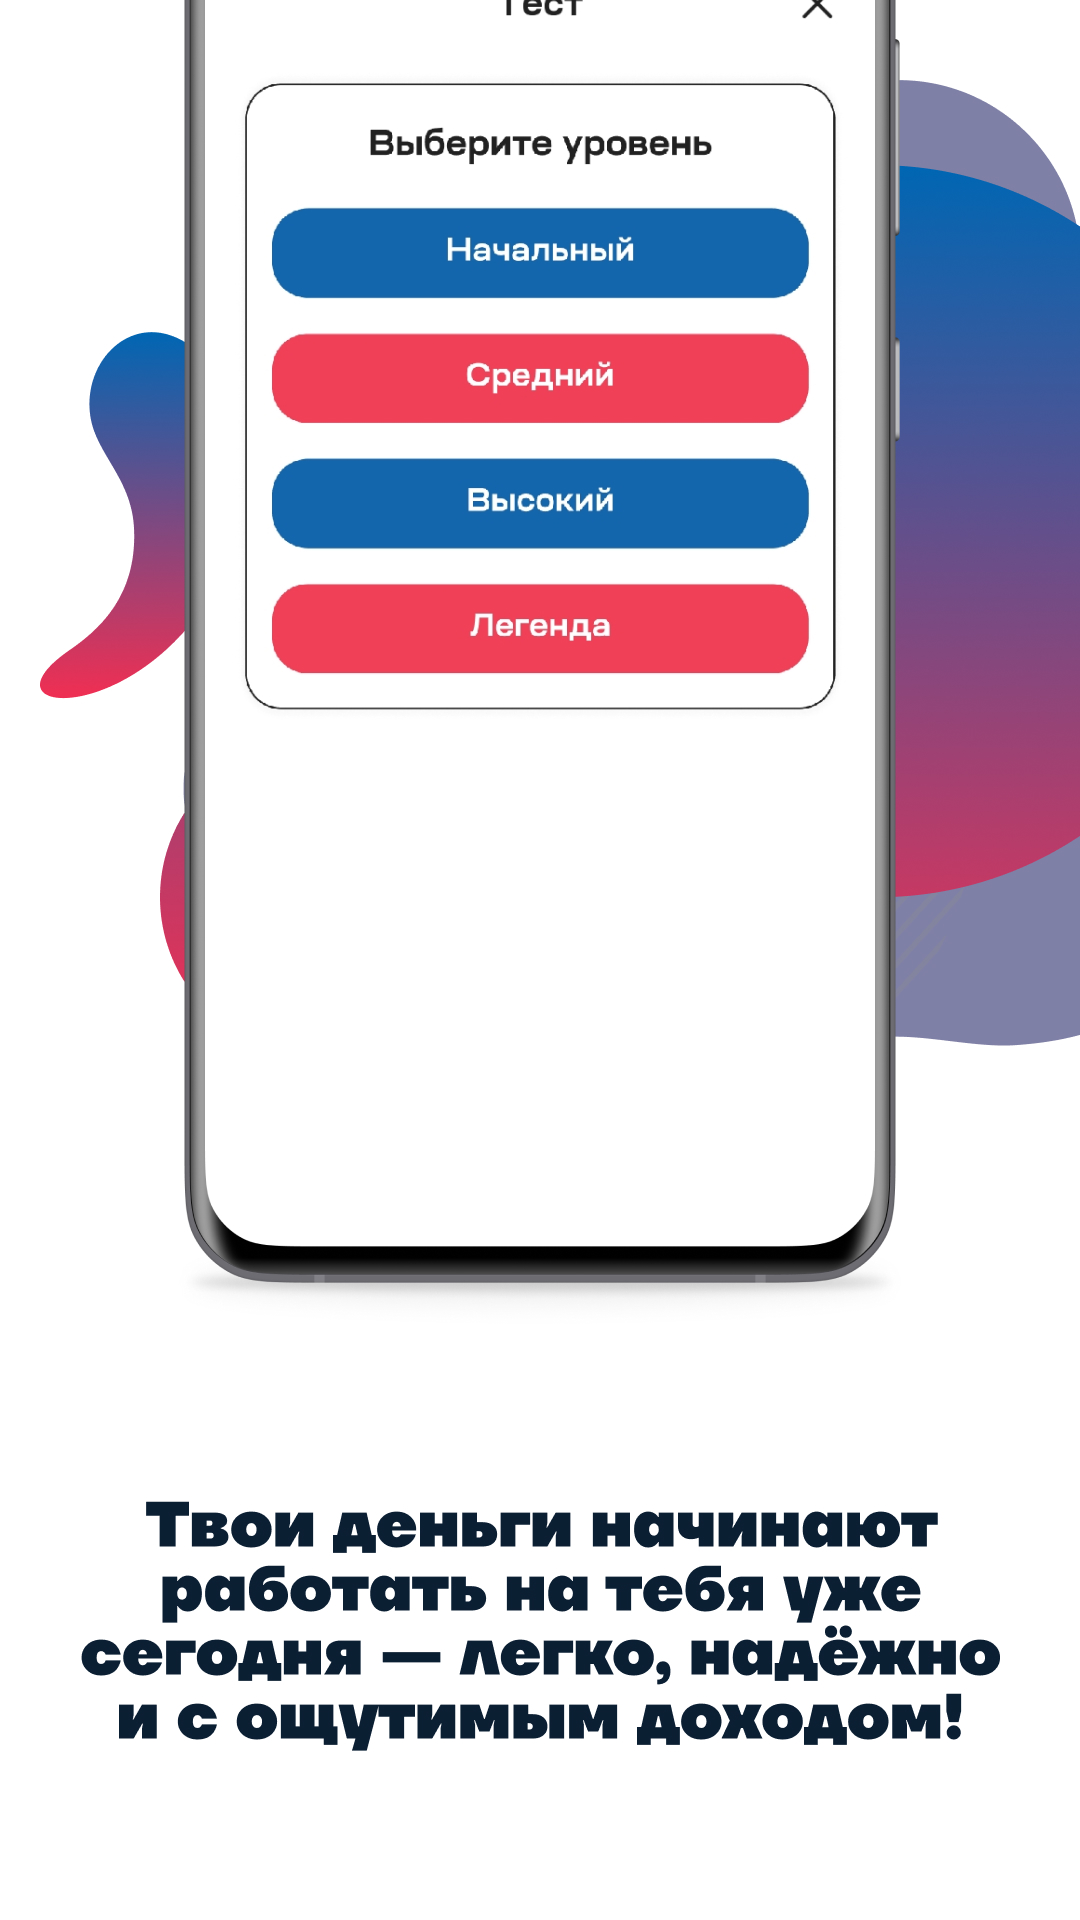 Тест
Выберите уровень
Начальный
Средний
Высокий
Легенда
Твои деньги начинают
работать на тебя уже
сегодня — легко, надёжно
и с ощутимым доходом!